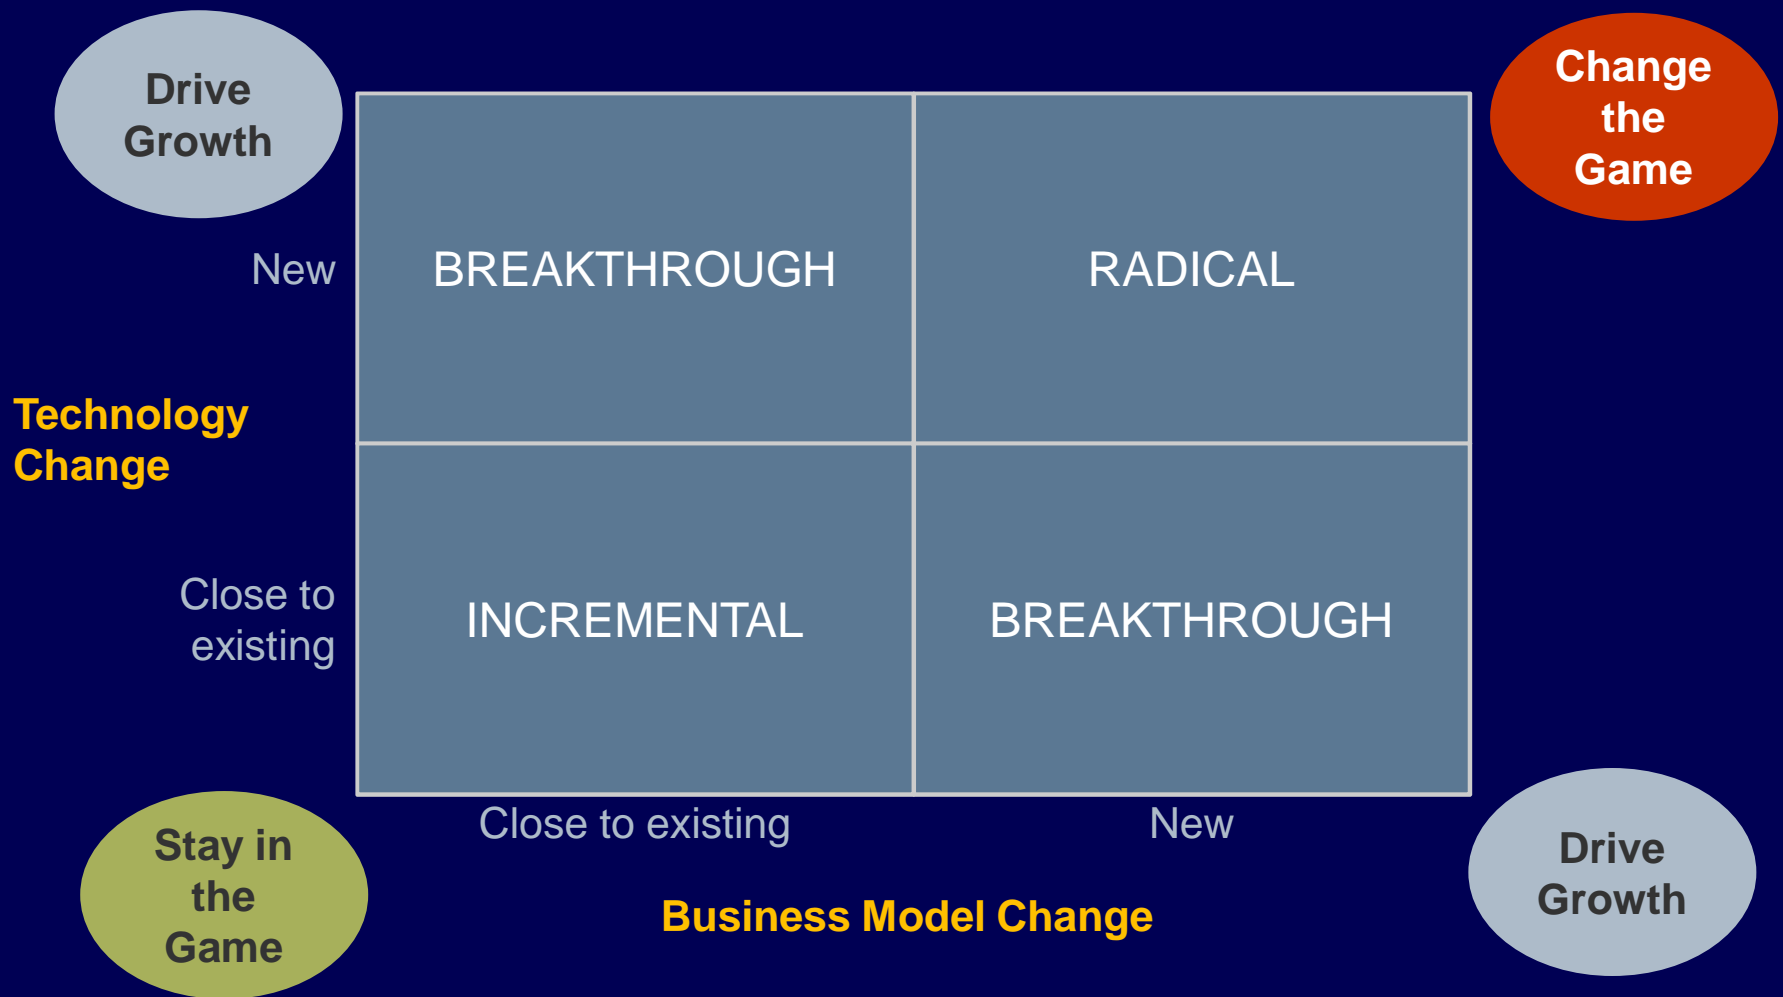 Drive
Growth
Change
the
Game
New
BREAKTHROUGH
RADICAL
Technology
Change
Close to
existing
INCREMENTAL
BREAKTHROUGH
Close to existing
New
Stay in
the
Game
Business Model Change
Drive
Growth